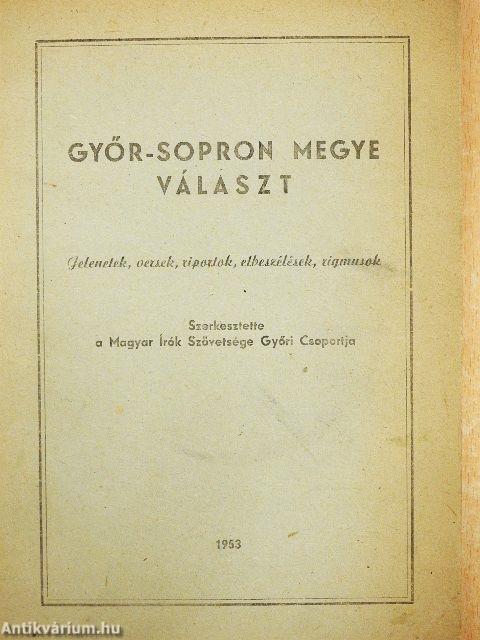 GYŐR-SOPRON MEGYE
VÁLASZT
Jelenetek, versek, riportok, elbeszélések, rigmusok
Szerkesztette
a Magyar Írók Szövetsége Győri Csoportja
1953
Antikvárium.hu